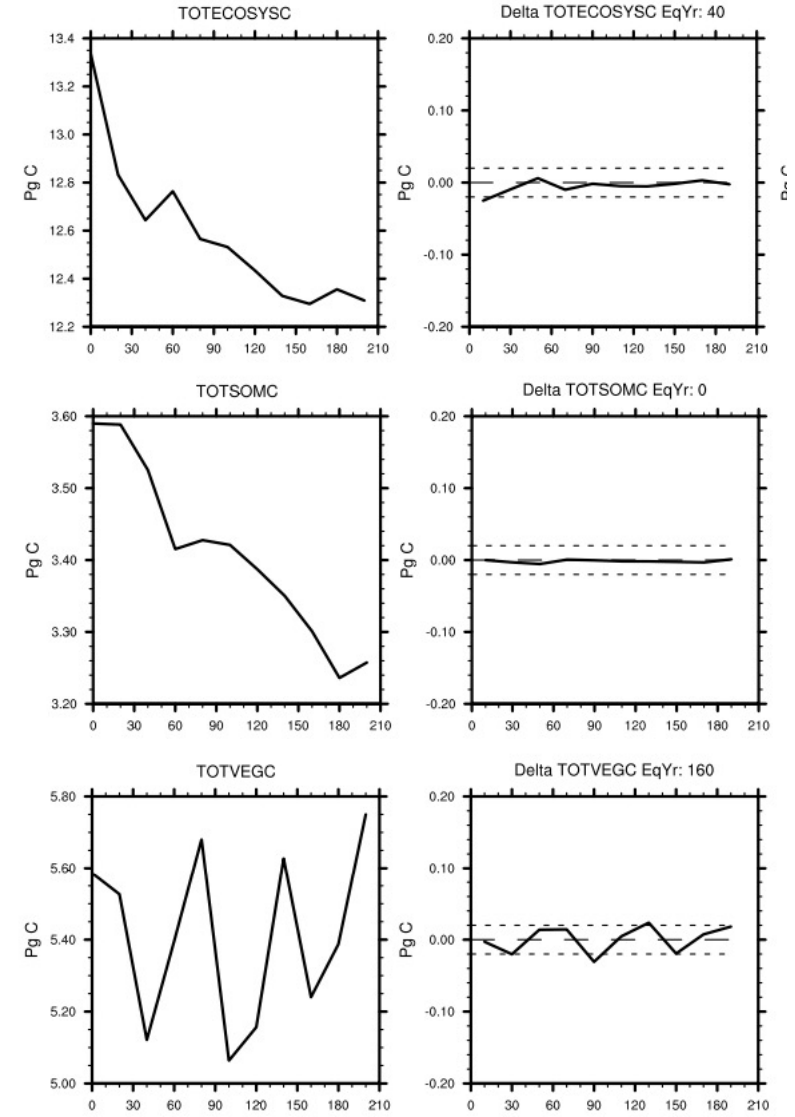 TOTECOSYSC
Pg C
13.4
13.2
13.0
12.8
12.6
12.4
12.2
0 30 60 90 120 150 180 210
Delta TOTECOSYSC EqYr: 40
Pg C
0.20
0.10
0.00
-0.10
-0.20
0 30 60 90 120 150 180 210
Pg C
TOTSOMC
Pg C
3.60
3.50
3.40
3.30
3.20
0 30 60 90 120 150 180 210
Delta TOTSOMC EqYr: 0
Pg C
0.20
0.10
0.00
-0.10
-0.20
0 30 60 90 120 150 180 210
TOTVEGC
Pg C
5.80
5.60
5.40
5.20
5.00
0 30 60 90 120 150 180 210
Delta TOTVEGC EqYr: 160
Pg C
0.20
0.10
0.00
-0.10
-0.20
0 30 60 90 120 150 180 210